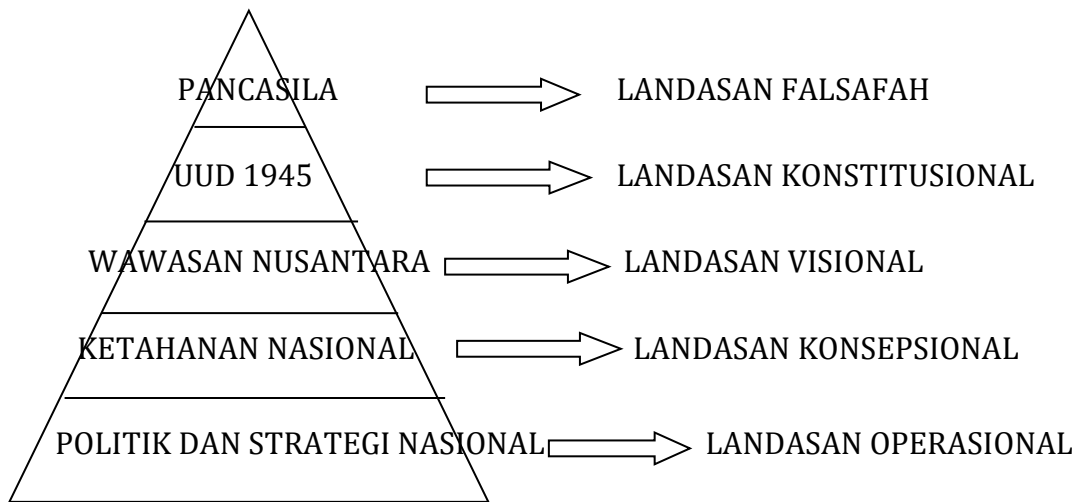 PANCASILA LANDASAN FALSAFAH
UUD 1945 LANDASAN KONSTITUSIONAL
WAWASAN NUSANTARA LANDASAN VISIONAL
KETAHANAN NASIONAL LANDASAN KONSEPSIONAL
POLITIK DAN STRATEGI NASIONAL LANDASAN OPERASIONAL